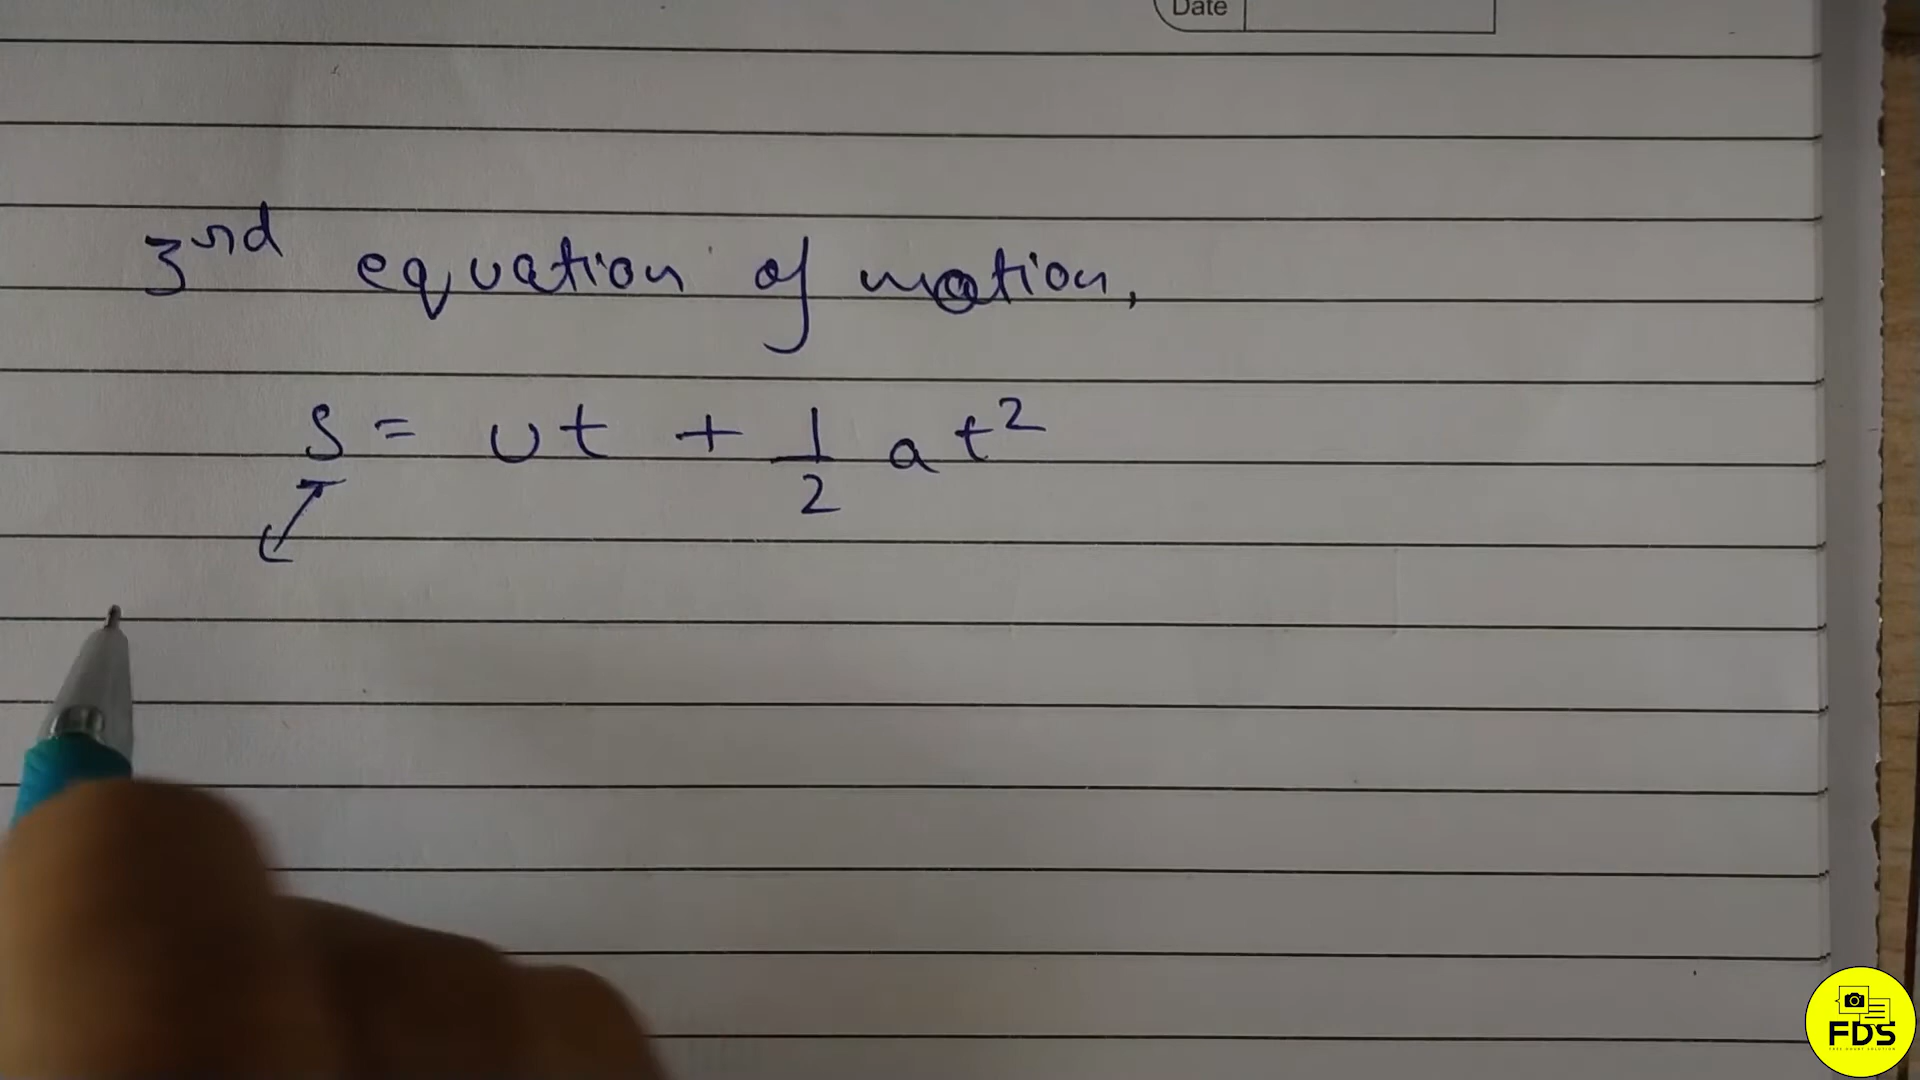 Date
3rd equation of motion,
S = ut + 1/2 at²
FDS